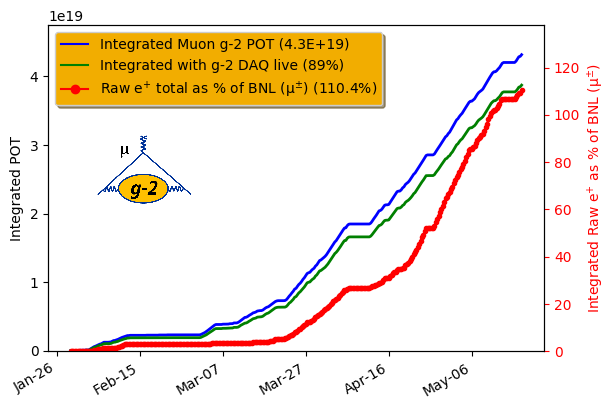 1e19
Integrated Muon g-2 POT (4.3E+19)
Integrated with g-2 DAQ live (89%)
Raw e⁺ total as % of BNL (μ±) (110.4%)
μ
g-2
Integrated POT
4
3
2
1
0
120
100
80
60
40
20
0
Integrated Raw e⁺ as % of BNL (μ±)
Jan-26
Feb-15
Mar-07
Mar-27
Apr-16
May-06